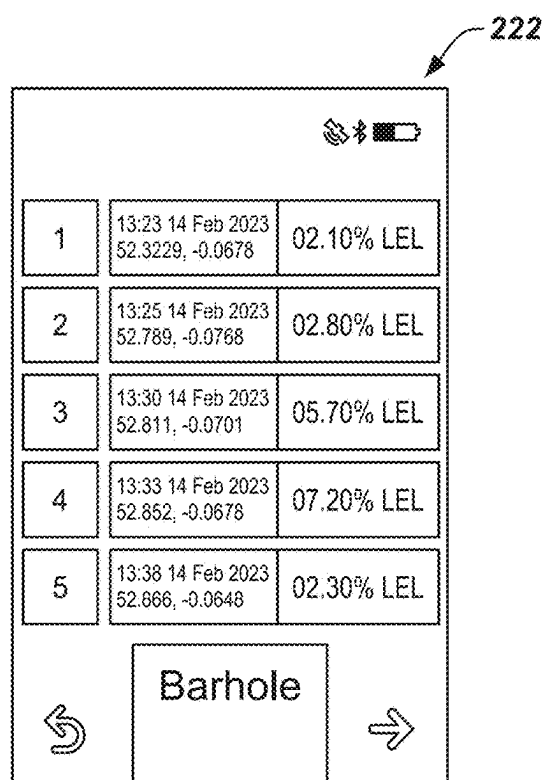 222
1
13:23 14 Feb 2023
52.3229, -0.0678
02.10% LEL
2
13:25 14 Feb 2023
52.789, -0.0768
02.80% LEL
3
13:30 14 Feb 2023
52.811, -0.0701
05.70% LEL
4
13:33 14 Feb 2023
52.852, -0.0678
07.20% LEL
5
13:38 14 Feb 2023
52.866, -0.0648
02.30% LEL
Barhole